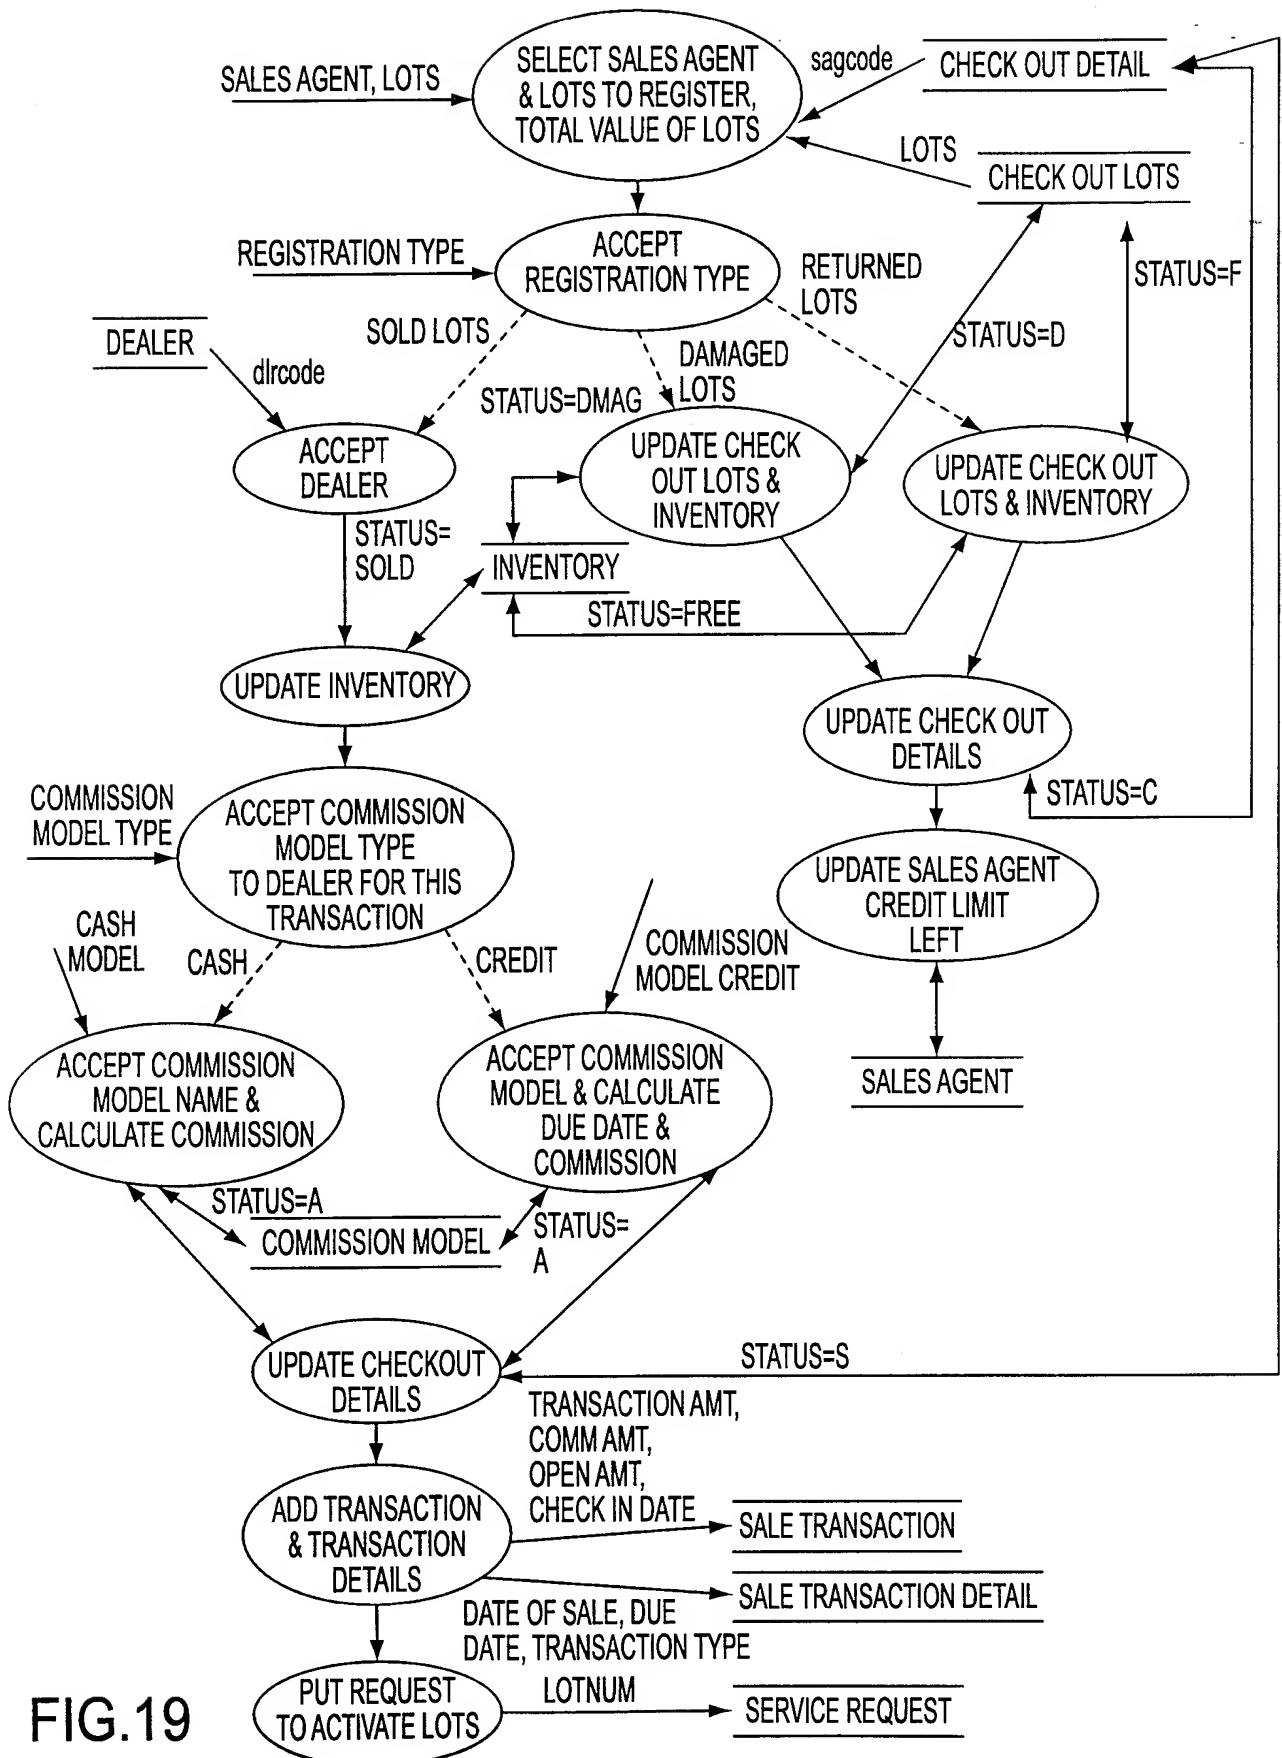 SALES AGENT, LOTS
SELECT SALES AGENT
& LOTS TO REGISTER,
TOTAL VALUE OF LOTS
sagcode
CHECK OUT DETAIL
LOTS
CHECK OUT LOTS
REGISTRATION TYPE
ACCEPT
REGISTRATION TYPE
RETURNED
LOTS
STATUS=F
STATUS=D
DEALER
dlrcode
SOLD LOTS
DAMAGED
LOTS
STATUS=DMAG
ACCEPT
DEALER
UPDATE CHECK
OUT LOTS &
INVENTORY
UPDATE CHECK OUT
LOTS & INVENTORY
STATUS=
SOLD
INVENTORY
STATUS=FREE
UPDATE INVENTORY
UPDATE CHECK OUT
DETAILS
STATUS=C
COMMISSION
MODEL TYPE
ACCEPT COMMISSION
MODEL TYPE
TO DEALER FOR THIS
TRANSACTION
UPDATE SALES AGENT
CREDIT LIMIT
LEFT
CASH
MODEL
CASH
CREDIT
COMMISSION
MODEL CREDIT
ACCEPT COMMISSION
MODEL NAME &
CALCULATE COMMISSION
ACCEPT COMMISSION
MODEL & CALCULATE
DUE DATE &
COMMISSION
SALES AGENT
STATUS=A
COMMISSION MODEL
STATUS=
A
UPDATE CHECKOUT
DETAILS
STATUS=S
TRANSACTION AMT,
COMM AMT,
OPEN AMT,
CHECK IN DATE
ADD TRANSACTION
& TRANSACTION
DETAILS
SALE TRANSACTION
SALE TRANSACTION DETAIL
DATE OF SALE, DUE
DATE, TRANSACTION TYPE
PUT REQUEST
TO ACTIVATE LOTS
LOTNUM
SERVICE REQUEST
FIG.19